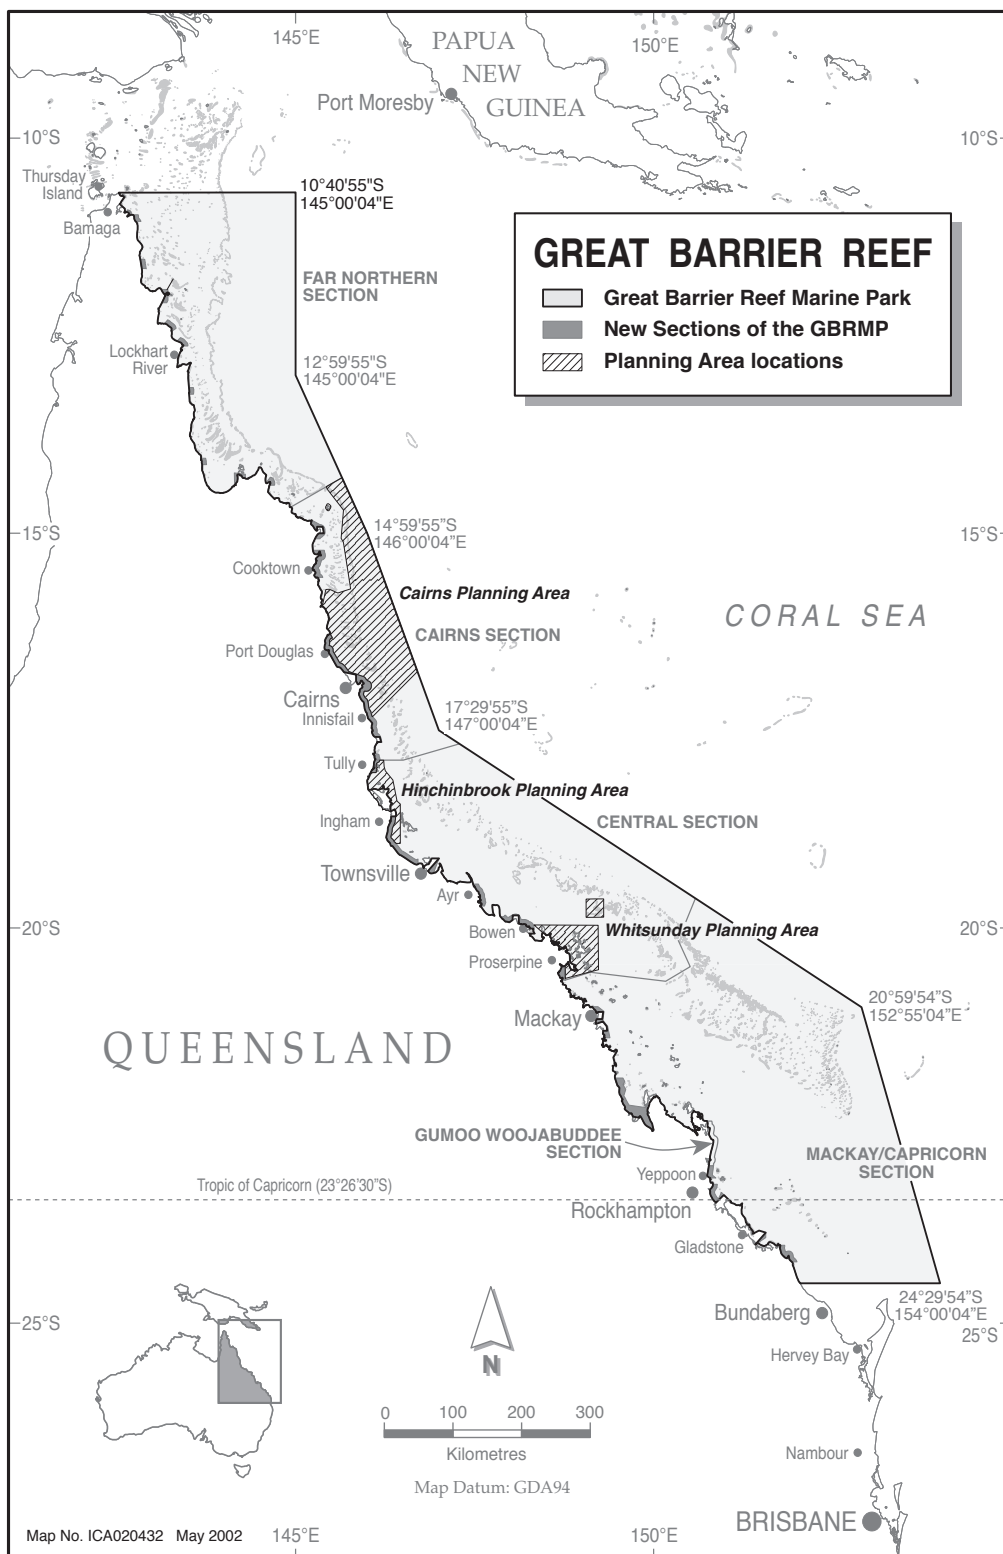 145°E
150°E
PAPUA
NEW
GUINEA
Port Moresby
10°S
10°S
Thursday
Island
Bamaga
10°40'55"S
145°00'04"E
GREAT BARRIER REEF
Great Barrier Reef Marine Park
New Sections of the GBRMP
Planning Area locations
FAR NORTHERN
SECTION
Lockhart
River
12°59'55"S
145°00'04"E
14°59'55”S
146°00'04”E
15°S
15°S
Cooktown
Cairns Planning Area
CORAL SEA
CAIRNS SECTION
Port Douglas
Cairns
Innisfail
17°29'55”S
147°00'04”E
Tully
Hinchinbrook Planning Area
Ingham
CENTRAL SECTION
Townsville
Ayr
20°S
Bowen
Whitsunday Planning Area
20°S
Proserpine
20°59'54”S
152°55'04”E
Mackay
QUEENSLAND
GUMOO WOOJABUDDEE
SECTION
MACKAY/CAPRICORN
SECTION
Yeppoon
Tropic of Capricorn (23°26'30”S)
Rockhampton
Gladstone
24°29'54”S
154°00'04”E
Bundaberg
25°S
25°S
Hervey Bay
N
0 100 200 300
Kilometres
Map Datum: GDA94
Nambour
BRISBANE
Map No. ICA020432 May 2002
145°E
150°E